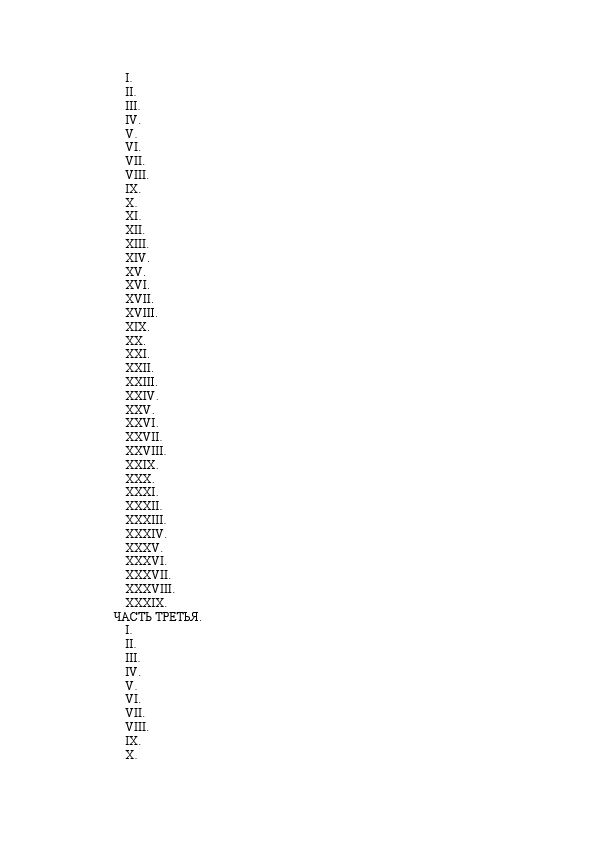 I.
II.
III.
IV.
V.
VI.
VII.
VIII.
IX.
X.
XI.
XII.
XIII.
XIV.
XV.
XVI.
XVII.
XVIII.
XIX.
XX.
XXI.
XXII.
XXIII.
XXIV.
XXV.
XXVI.
XXVII.
XXVIII.
XXIX.
XXX.
XXXI.
XXXII.
XXXIII.
XXXIV.
XXXV.
XXXVI.
XXXVII.
XXXVIII.
XXXIX.
ЧАСТЬ ТРЕТЬЯ.
I.
II.
III.
IV.
V.
VI.
VII.
VIII.
IX.
X.